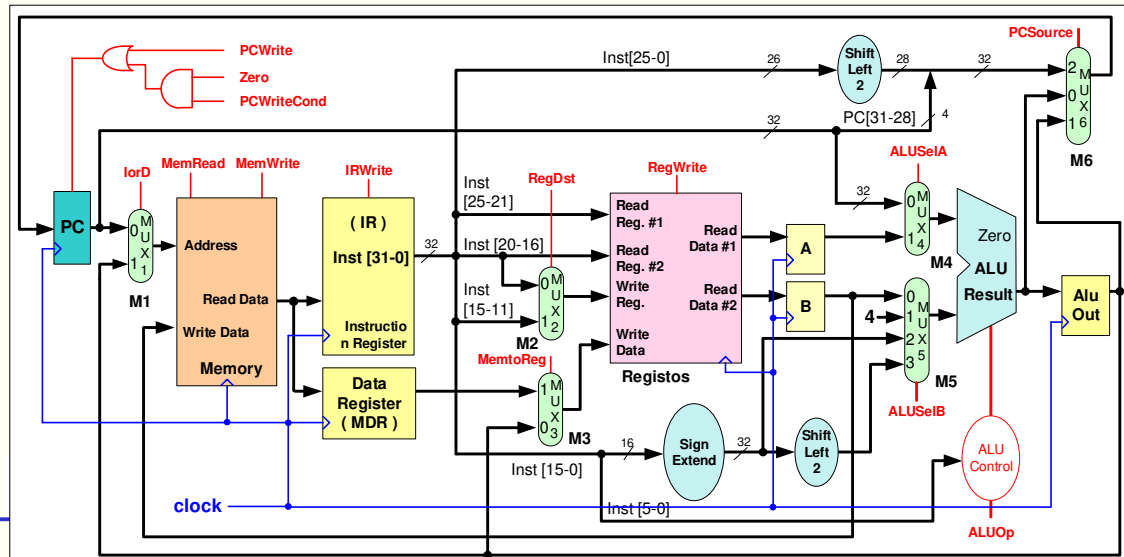 PCWrite
Zero
PCWriteCond
Inst[25-0]
26
Shift
Left
2
28
32
PCSource
2
0
1
M
U
X
6
M6
PC[31-28]
4
32
IorD
MemRead
MemWrite
IRWrite
RegDst
RegWrite
ALUSelA
PC
0
1
M
U
X
1
M1
Address
Read Data
Write Data
Memory
( IR )
Inst [31-0]
Instructio
n Register
32
Data
Register
( MDR )
Inst
[25-21]
Inst [20-16]
Inst
[15-11]
0
1
M
U
X
2
M2
MemtoReg
1
0
M
U
X
3
M3
Read
Reg. #1
Read
Reg. #2
Write
Reg.
Write
Data
Read
Data #1
Read
Data #2
Registos
A
B
32
0
1
M
U
X
4
M4
4
0
1
2
3
M
U
X
5
M5
ALUSelB
Zero
ALU
Result
Alu
Out
Inst [15-0]
16
Sign
Extend
32
Shift
Left
2
ALU
Control
ALUOp
clock
Inst [5-0]